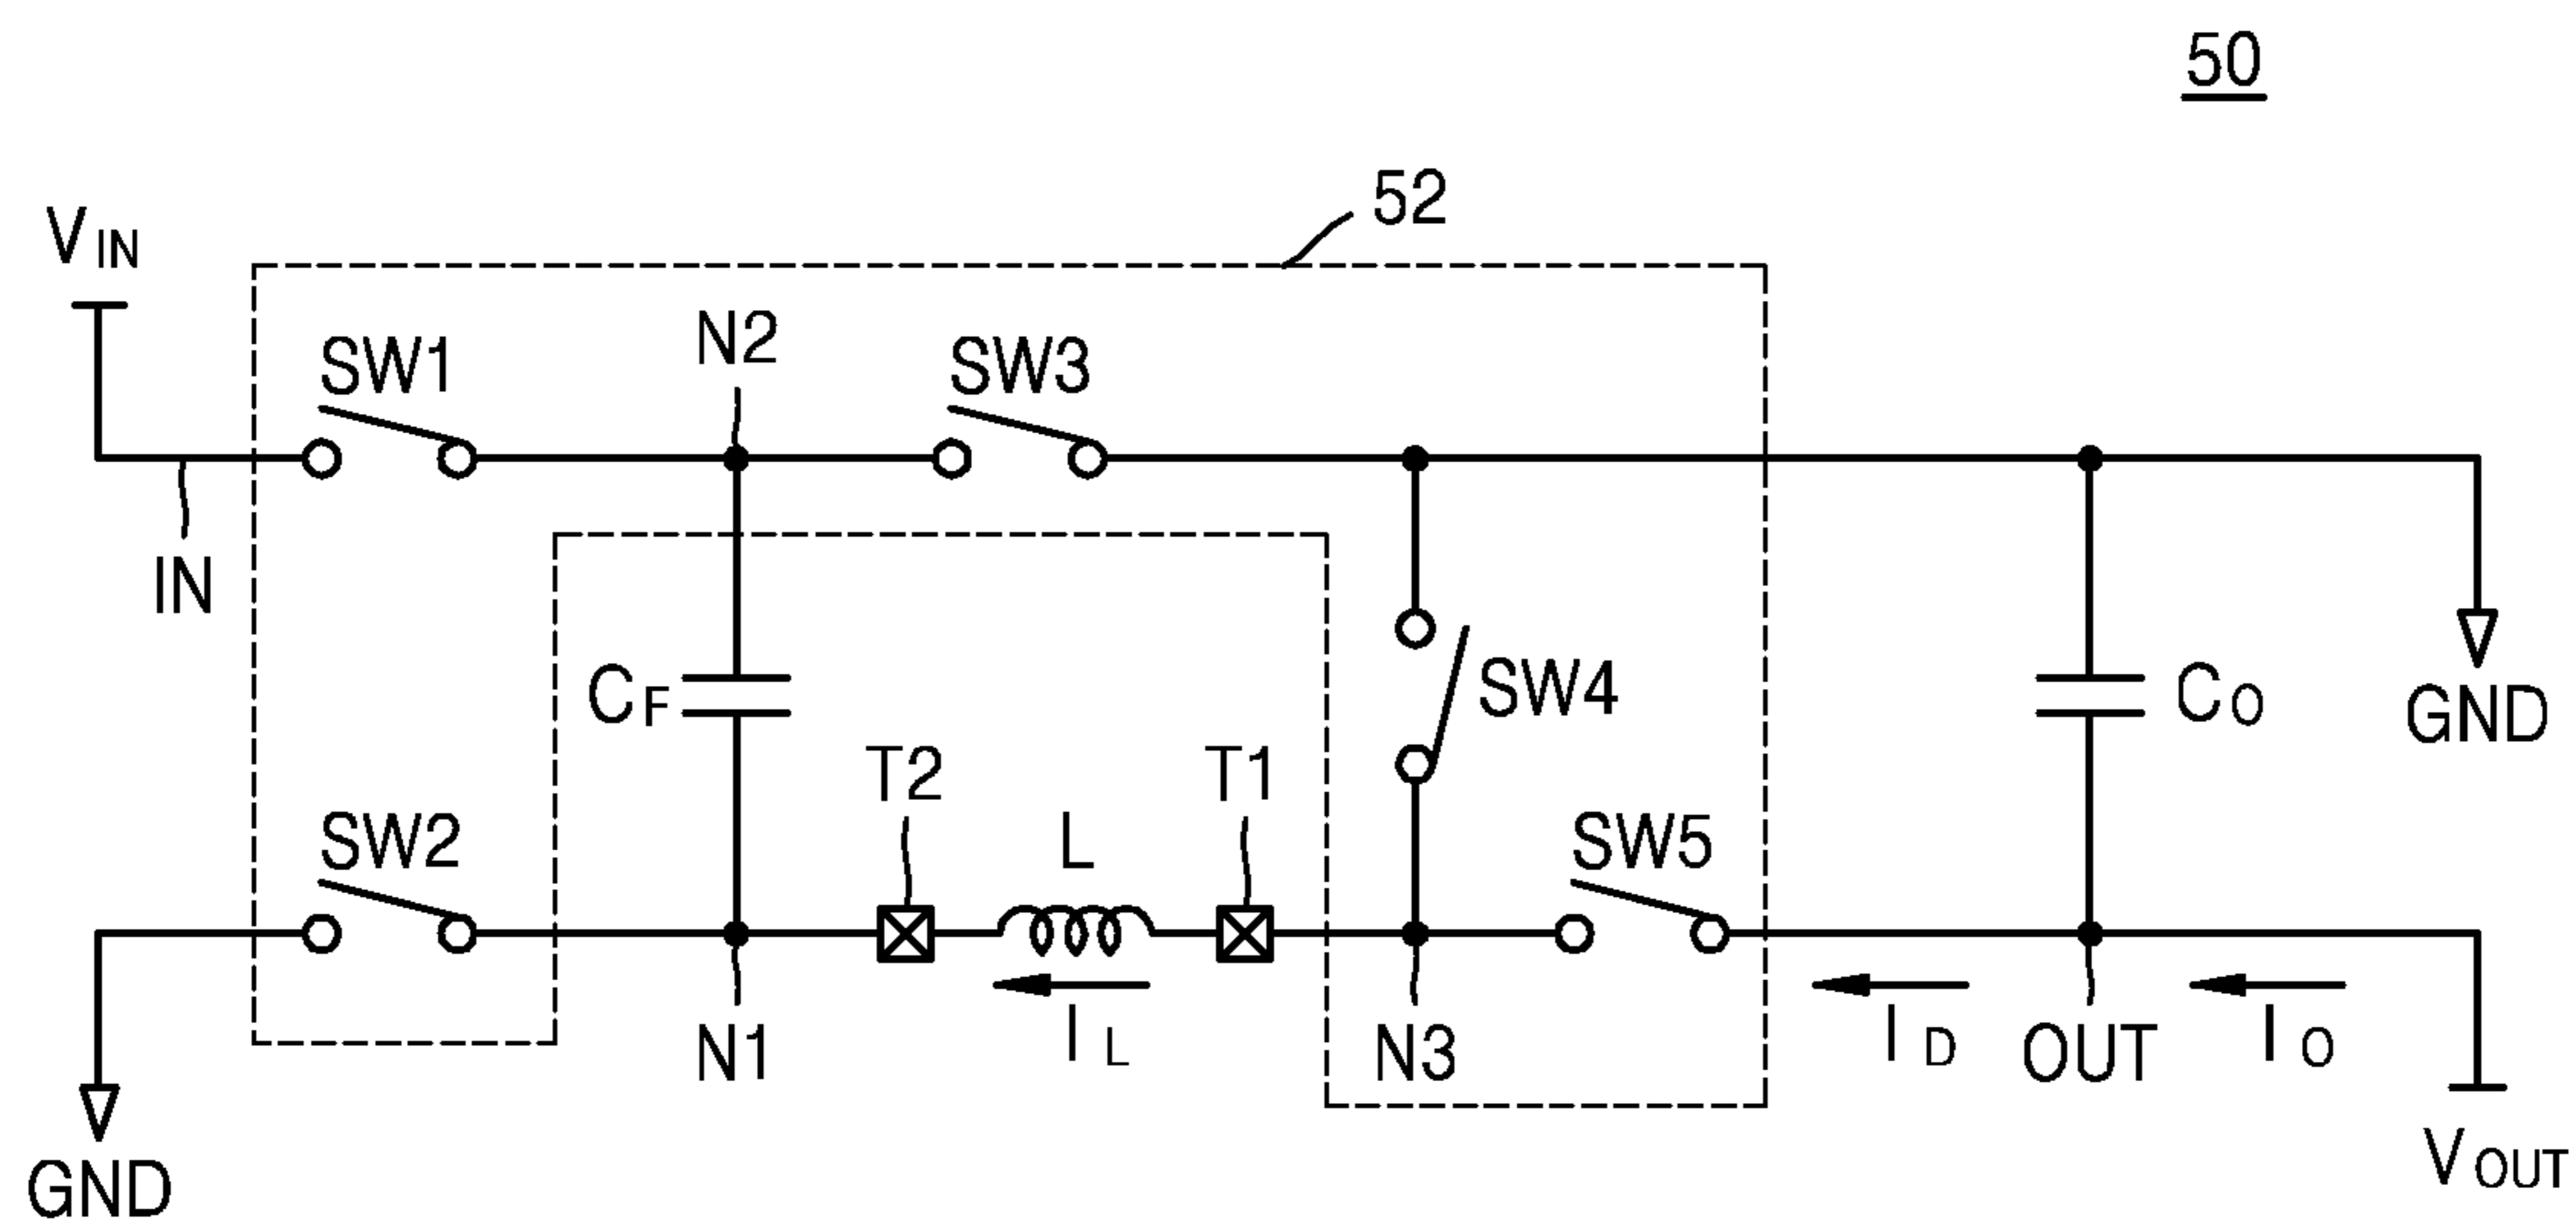 50
52
VIN
SW1
N2
SW3
IN
CF
SW4
CO
GND
T2
T1
SW2
L
SW5
N1
IL
N3
ID
OUT
IO
GND
VOUT